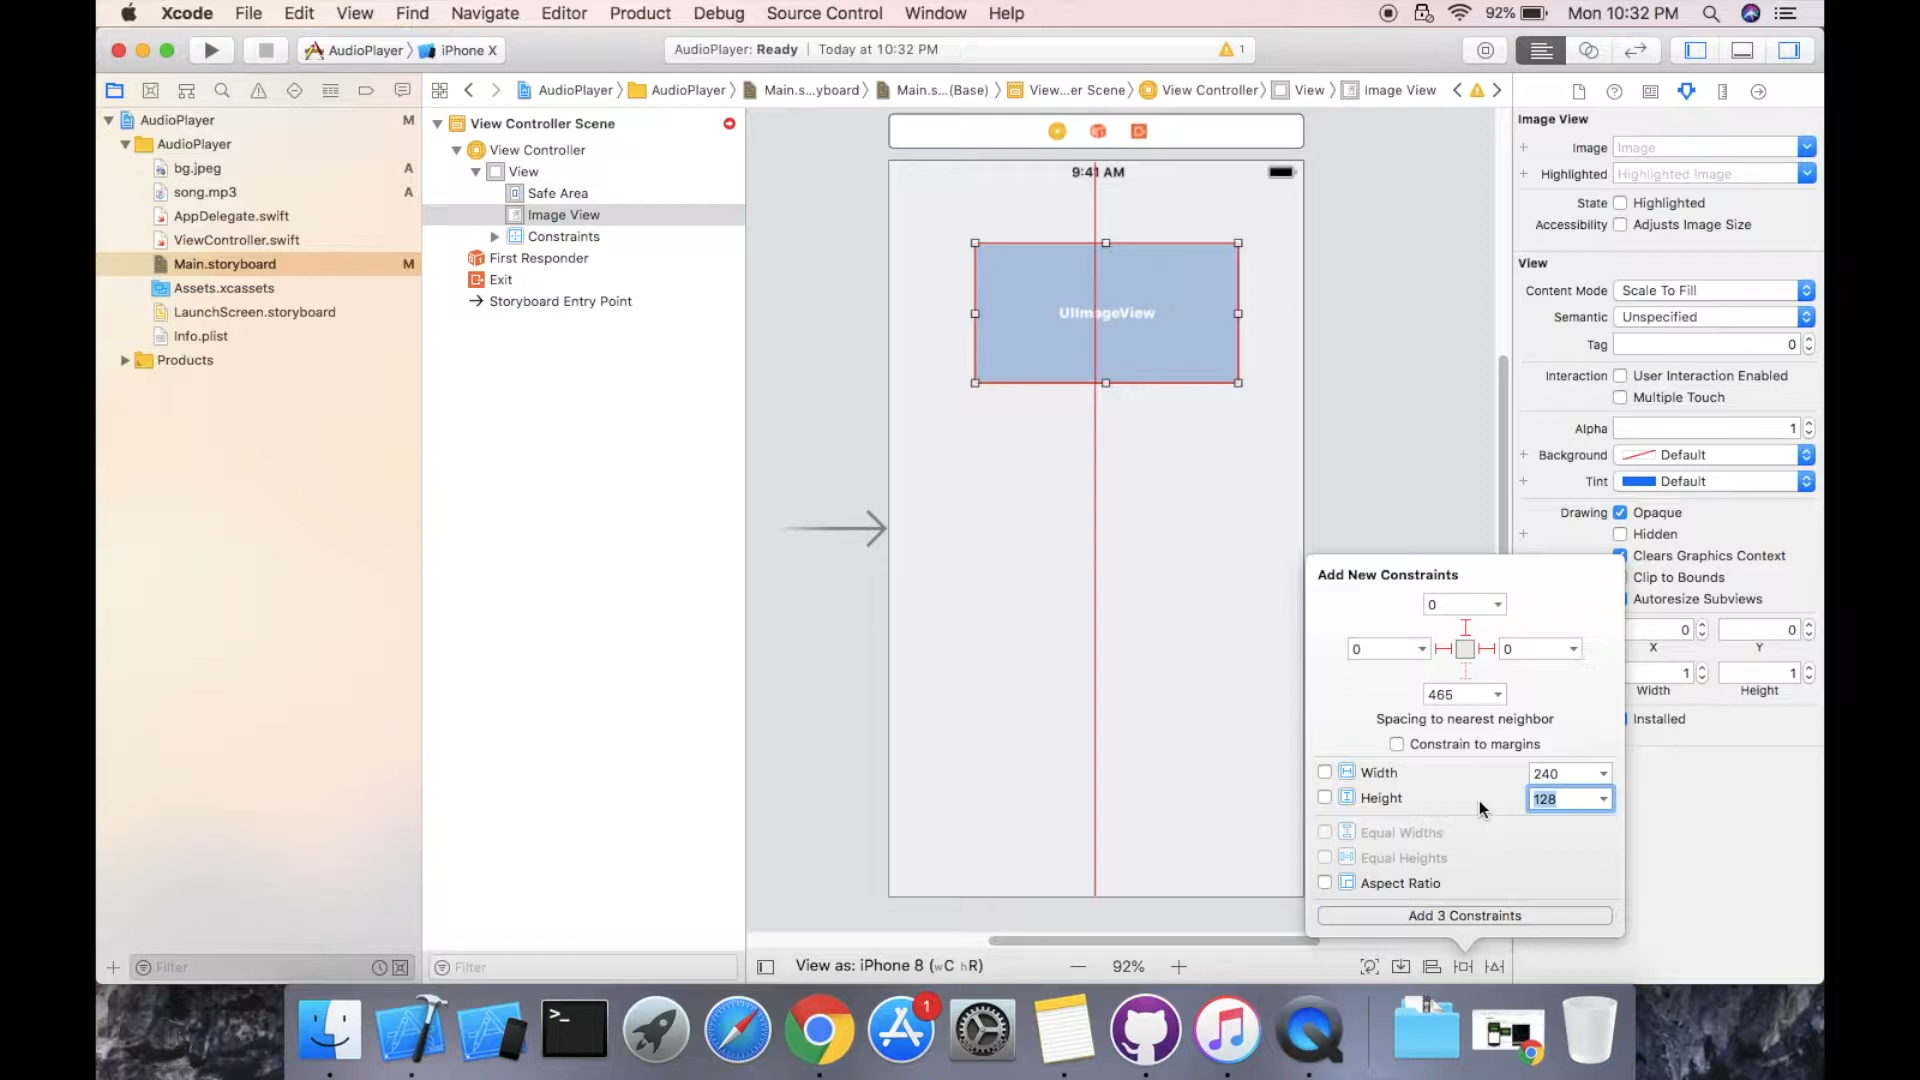 Xcode File Edit View Find Navigate Editor Product Debug Source Control Window Help 92% Mon 10:32 PM
AudioPlayer iPhone X AudioPlayer: Ready | Today at 10:32 PM 1
AudioPlayer AudioPlayer Main.s...yboard Main.s...(Base) View...er Scene View Controller View Image View
AudioPlayer M
AudioPlayer
bg.jpeg A
song.mp3 A
AppDelegate.swift
ViewController.swift
Main.storyboard M
Assets.xcassets
LaunchScreen.storyboard
Info.plist
Products
Filter
View Controller Scene
View Controller
View
Safe Area
Image View
Constraints
First Responder
Exit
Storyboard Entry Point
Filter
9:41 AM
UIImageView
View as: iPhone 8 (wC hR) 92%
Add New Constraints
0
0 0
465
Spacing to nearest neighbor
Constrain to margins
Width 240
Height 128
Equal Widths
Equal Heights
Aspect Ratio
Add 3 Constraints
Image View
Image Image
Highlighted Highlighted Image
State Highlighted
Accessibility Adjusts Image Size
View
Content Mode Scale To Fill
Semantic Unspecified
Tag 0
Interaction User Interaction Enabled
Multiple Touch
Alpha 1
Background Default
Tint Default
Drawing Opaque
Hidden
Clears Graphics Context
Clip to Bounds
Autoresize Subviews
0 0
X Y
1 1
Width Height
Installed
>_
1